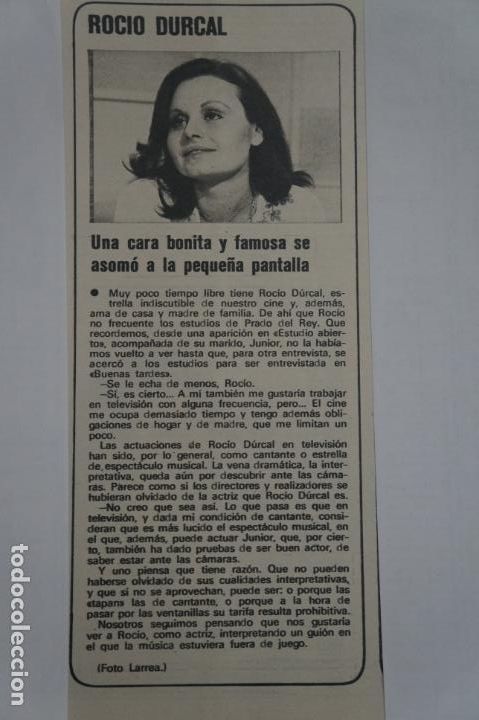 ROCIO DURCAL
Una cara bonita y famosa se
asomó a la pequeña pantalla
● Muy poco tiempo libre tiene Rocío Dúrcal, es-
trella indiscutible de nuestro cine y, además,
ama de casa y madre de familia. De ahí que Rocío
no frecuente los estudios de Prado del Rey. Que
recordemos, desde una aparición en «Estudio abier-
to», acompañada de su marido, Junior, no la había-
mos vuelto a ver hasta que, para otra entrevista, se
acercó a los estudios para ser entrevistada en
«Buenas tardes».
—Se le echa de menos, Rocío.
—Sí, es cierto... A mí también me gustaría trabajar
en televisión con alguna frecuencia, pero... El cine
me ocupa demasiado tiempo y tengo además obli-
gaciones de hogar y de madre, que me limitan un
poco.
Las actuaciones de Rocío Dúrcal en televisión
han sido, por lo general, como cantante o estrella
de espectáculo musical. La vena dramática, la inter-
pretativa, queda aún por descubrir ante las cáma-
ras. Parece como si los directores y realizadores se
hubieran olvidado de la actriz que Rocío Dúrcal es.
—No creo que sea así. Lo que pasa es que en
televisión, y dada mi condición de cantante, consi-
deran que es más lucido el espectáculo musical, en
el que, además, puede actuar Junior, que, por cier-
to, también ha dado pruebas de ser buen actor, de
saber estar ante las cámaras.
Y uno piensa que tiene razón. Que no pueden
haberse olvidado de sus cualidades interpretativas,
y que si no se aprovechan, puede ser: o porque las
«tapan» las de cantante, o porque a la hora de
pasar por las ventanillas su tarifa resulta prohibitiva.
Nosotros seguimos pensando que nos gustaría
ver a Rocío, como actriz, interpretando un guión en
el que la música estuviera fuera de juego.
(Foto Larrea.)
todocoleccion